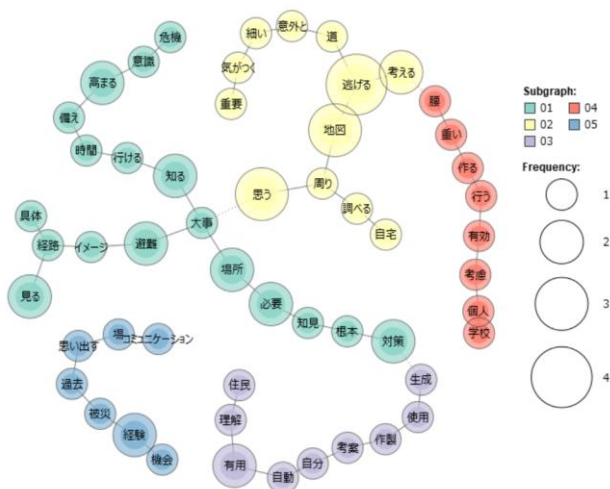 危機
意識
高まる
備え
時間
行ける
知る
大事
具体
経路
イメージ
避難
見る
場所
必要
知見
根本
対策
細い
意外と
道
気がつく
重要
逃げる
考える
地図
思う
周り
調べる
自宅
腰
重い
作る
行う
有効
考慮
個人
学校
思い出す
場
コミュニケーション
過去
被災
経験
機会
住民
理解
有用
自動
自分
考案
作製
使用
生成
Subgraph:
01 04
02 05
03
Frequency:
1
2
3
4